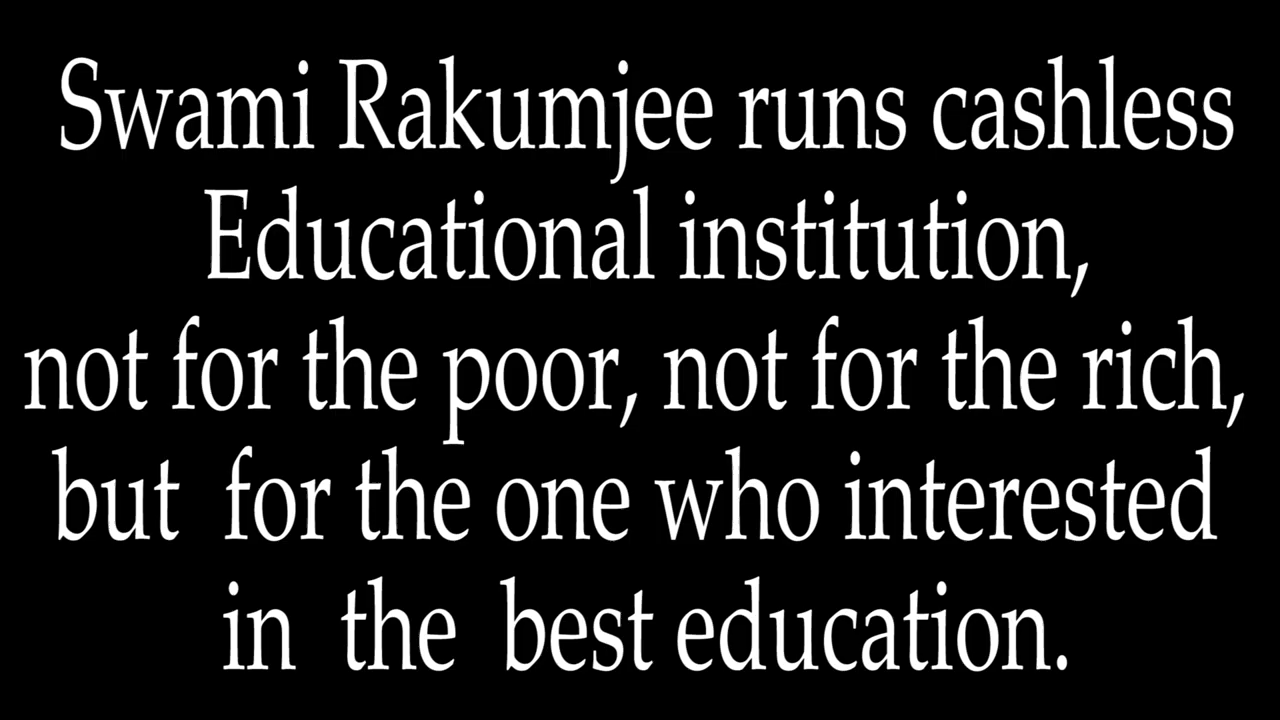 Swami Rakumjee runs cashless
Educational institution,
not for the poor, not for the rich,
but for the one who interested
in the best education.